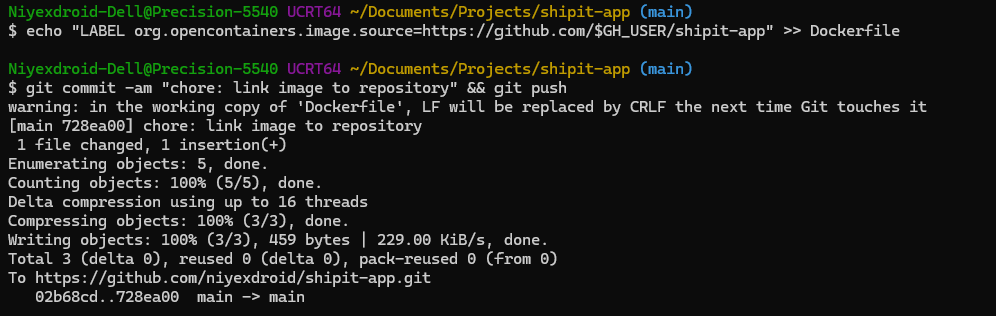 Niyexdroid-Dell@Precision-5540 UCRT64 ~/Documents/Projects/shipit-app (main)
$ echo "LABEL org.opencontainers.image.source=https://github.com/$GH_USER/shipit-app" >> Dockerfile
Niyexdroid-Dell@Precision-5540 UCRT64 ~/Documents/Projects/shipit-app (main)
$ git commit -am "chore: link image to repository" && git push
warning: in the working copy of 'Dockerfile', LF will be replaced by CRLF the next time Git touches it
[main 728ea00] chore: link image to repository
 1 file changed, 1 insertion(+)
Enumerating objects: 5, done.
Counting objects: 100% (5/5), done.
Delta compression using up to 16 threads
Compressing objects: 100% (3/3), done.
Writing objects: 100% (3/3), 459 bytes | 229.00 KiB/s, done.
Total 3 (delta 0), reused 0 (delta 0), pack-reused 0 (from 0)
To https://github.com/niyexdroid/shipit-app.git
   02b68cd..728ea00  main -> main